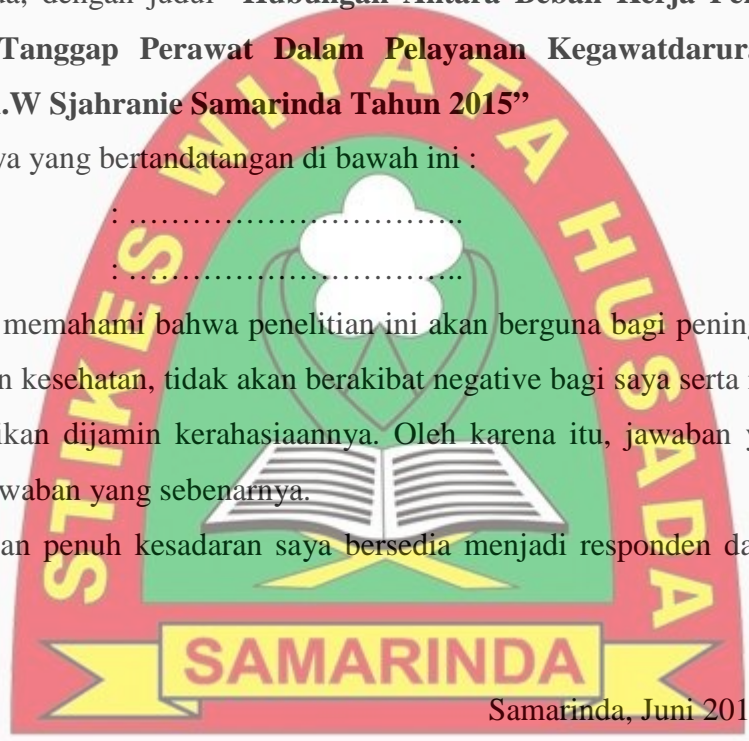 dengan judul “Hubungan Antara Beban Kerja
Tanggap Perawat Dalam Pelayanan Kegawatdarur
.W Sjahranie Samarinda Tahun 2015”
ya yang bertandatangan di bawah ini :
: …………………………..
: …………………………..
memahami bahwa penelitian ini akan berguna bagi pening
n kesehatan, tidak akan berakibat negative bagi saya serta
ikan dijamin kerahasiaannya. Oleh karena itu, jawaban y
waban yang sebenarnya.
an penuh kesadaran saya bersedia menjadi responden da
Samarinda, Juni 201
STIKES WIYATA HUSADA
SAMARINDA